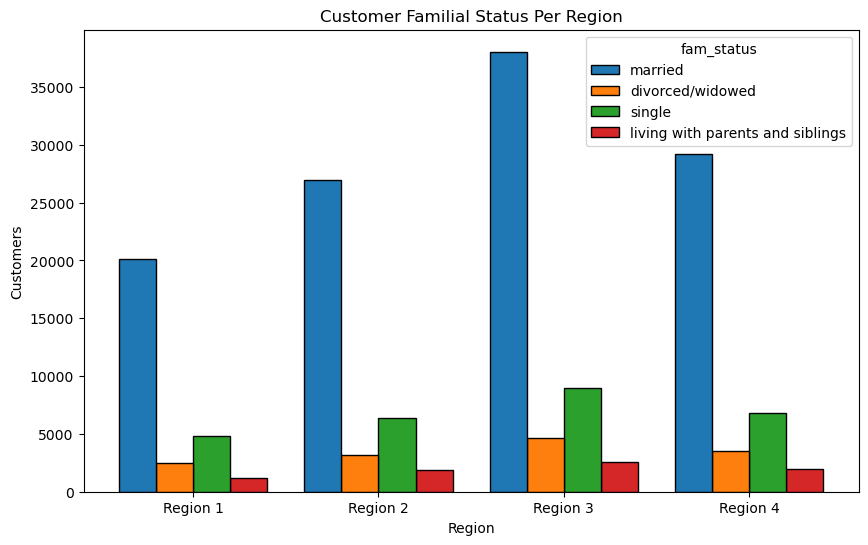 Customer Familial Status Per Region
fam_status
married
divorced/widowed
single
living with parents and siblings
Customers
35000
30000
25000
20000
15000
10000
5000
0
Region 1
Region 2
Region 3
Region 4
Region